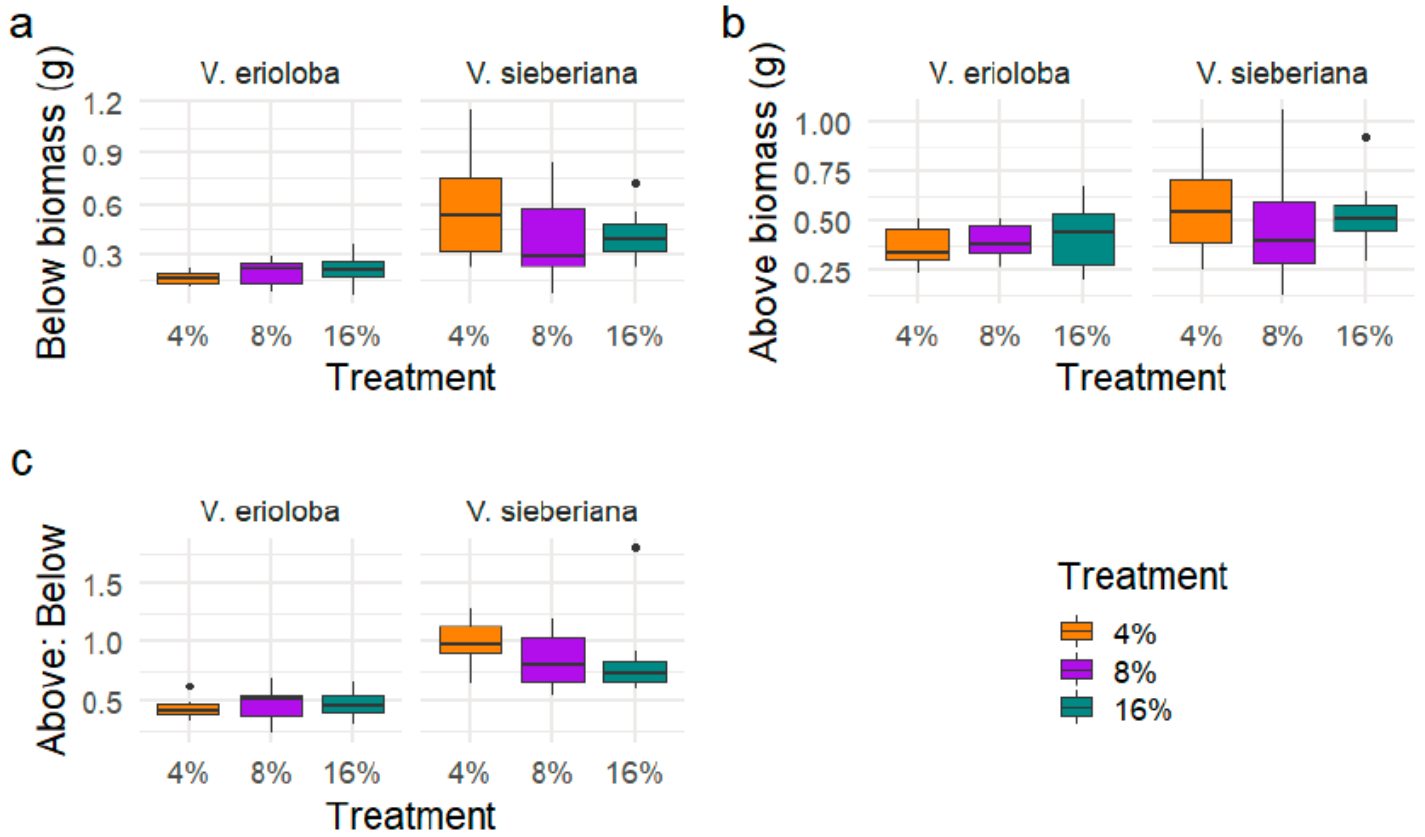 a
V. erioloba V. sieberiana
Below biomass (g)
1.2
0.9
0.6
0.3
4% 8% 16% 4% 8% 16%
Treatment
b
V. erioloba V. sieberiana
Above biomass (g)
1.00
0.75
0.50
0.25
4% 8% 16% 4% 8% 16%
Treatment
c
V. erioloba V. sieberiana
Above: Below
1.5
1.0
0.5
4% 8% 16% 4% 8% 16%
Treatment
Treatment
4%
8%
16%